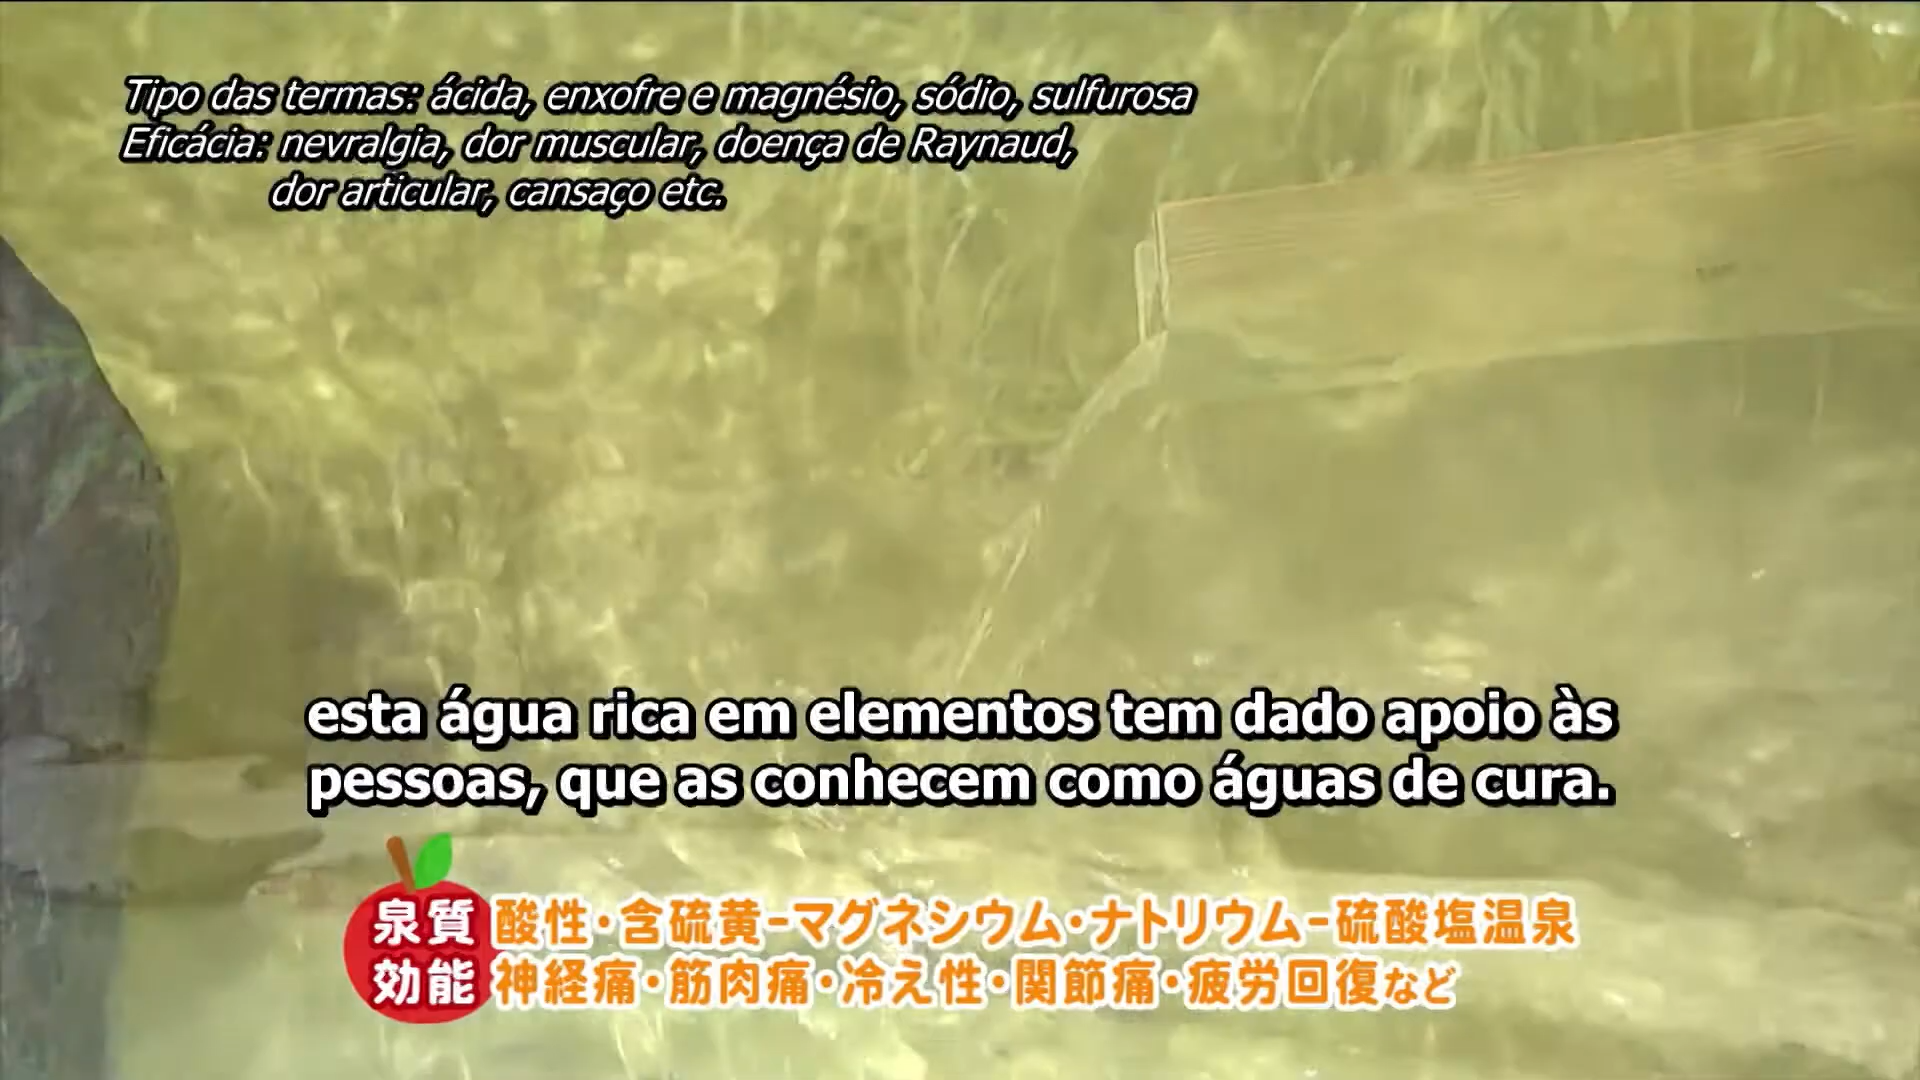 Tipo das termas: ácida, enxofre e magnésio, sódio, sulfurosa
Eficácia: nevralgia, dor muscular, doença de Raynaud,
dor articular, cansaço etc.
esta água rica em elementos tem dado apoio às
pessoas, que as conhecem como águas de cura.
泉質 酸性・含硫黄-マグネシウム・ナトリウム-硫酸塩温泉
効能 神経痛・筋肉痛・冷え性・関節痛・疲労回復など